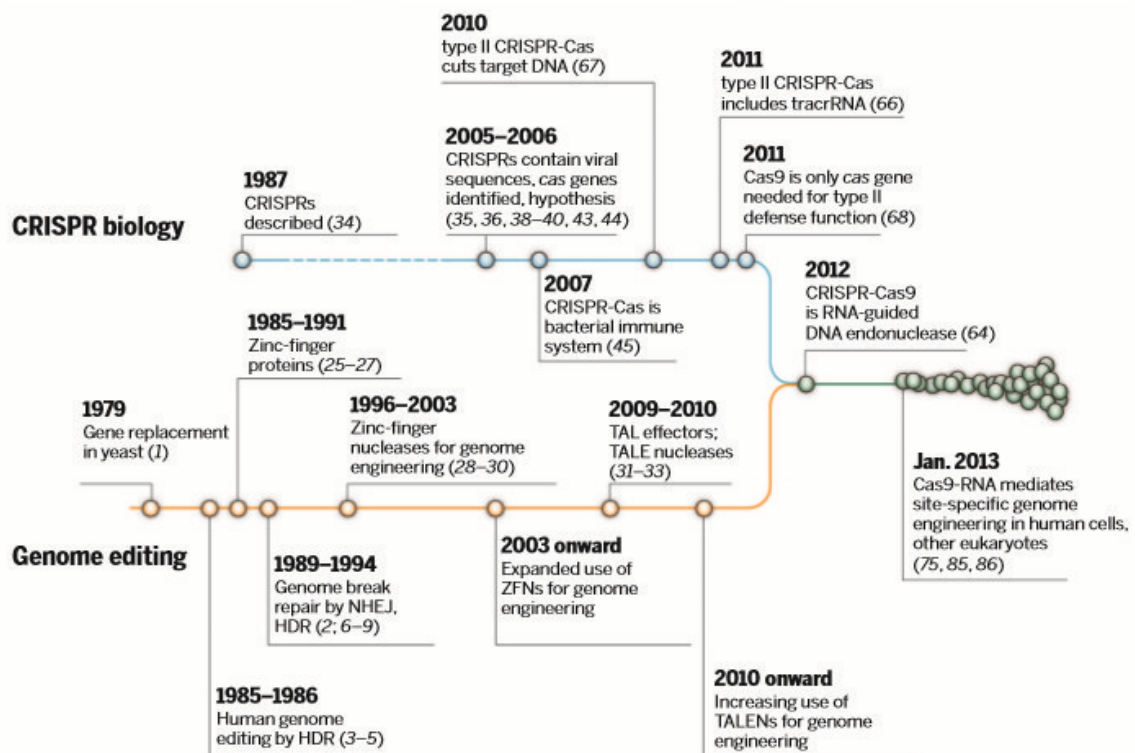 2010
type II CRISPR-Cas
cuts target DNA (67)
2011
type II CRISPR-Cas
includes tracrRNA (66)
2005–2006
CRISPRs contain viral
sequences, cas genes
identified, hypothesis
(35, 36, 38–40, 43, 44)
2011
Cas9 is only cas gene
needed for type II
defense function (68)
1987
CRISPRs
described (34)
CRISPR biology
2007
CRISPR-Cas is
bacterial immune
system (45)
2012
CRISPR-Cas9
is RNA-guided
DNA endonuclease (64)
1985–1991
Zinc-finger
proteins (25–27)
1979
Gene replacement
in yeast (1)
1996–2003
Zinc-finger
nucleases for genome
engineering (28–30)
2009–2010
TAL effectors;
TALE nucleases
(31–33)
Jan. 2013
Cas9-RNA mediates
site-specific genome
engineering in human cells,
other eukaryotes
(75, 85, 86)
Genome editing
1989–1994
Genome break
repair by NHEJ,
HDR (2; 6–9)
2003 onward
Expanded use of
ZFNs for genome
engineering
1985–1986
Human genome
editing by HDR (3–5)
2010 onward
Increasing use of
TALENs for genome
engineering